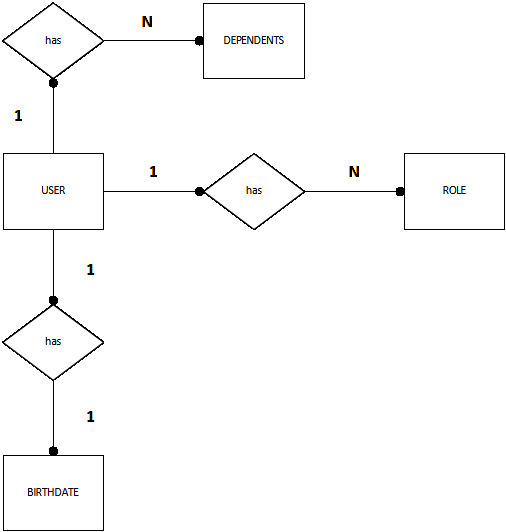 has
N
DEPENDENTS
1
USER
1
has
N
ROLE
1
has
1
BIRTHDATE